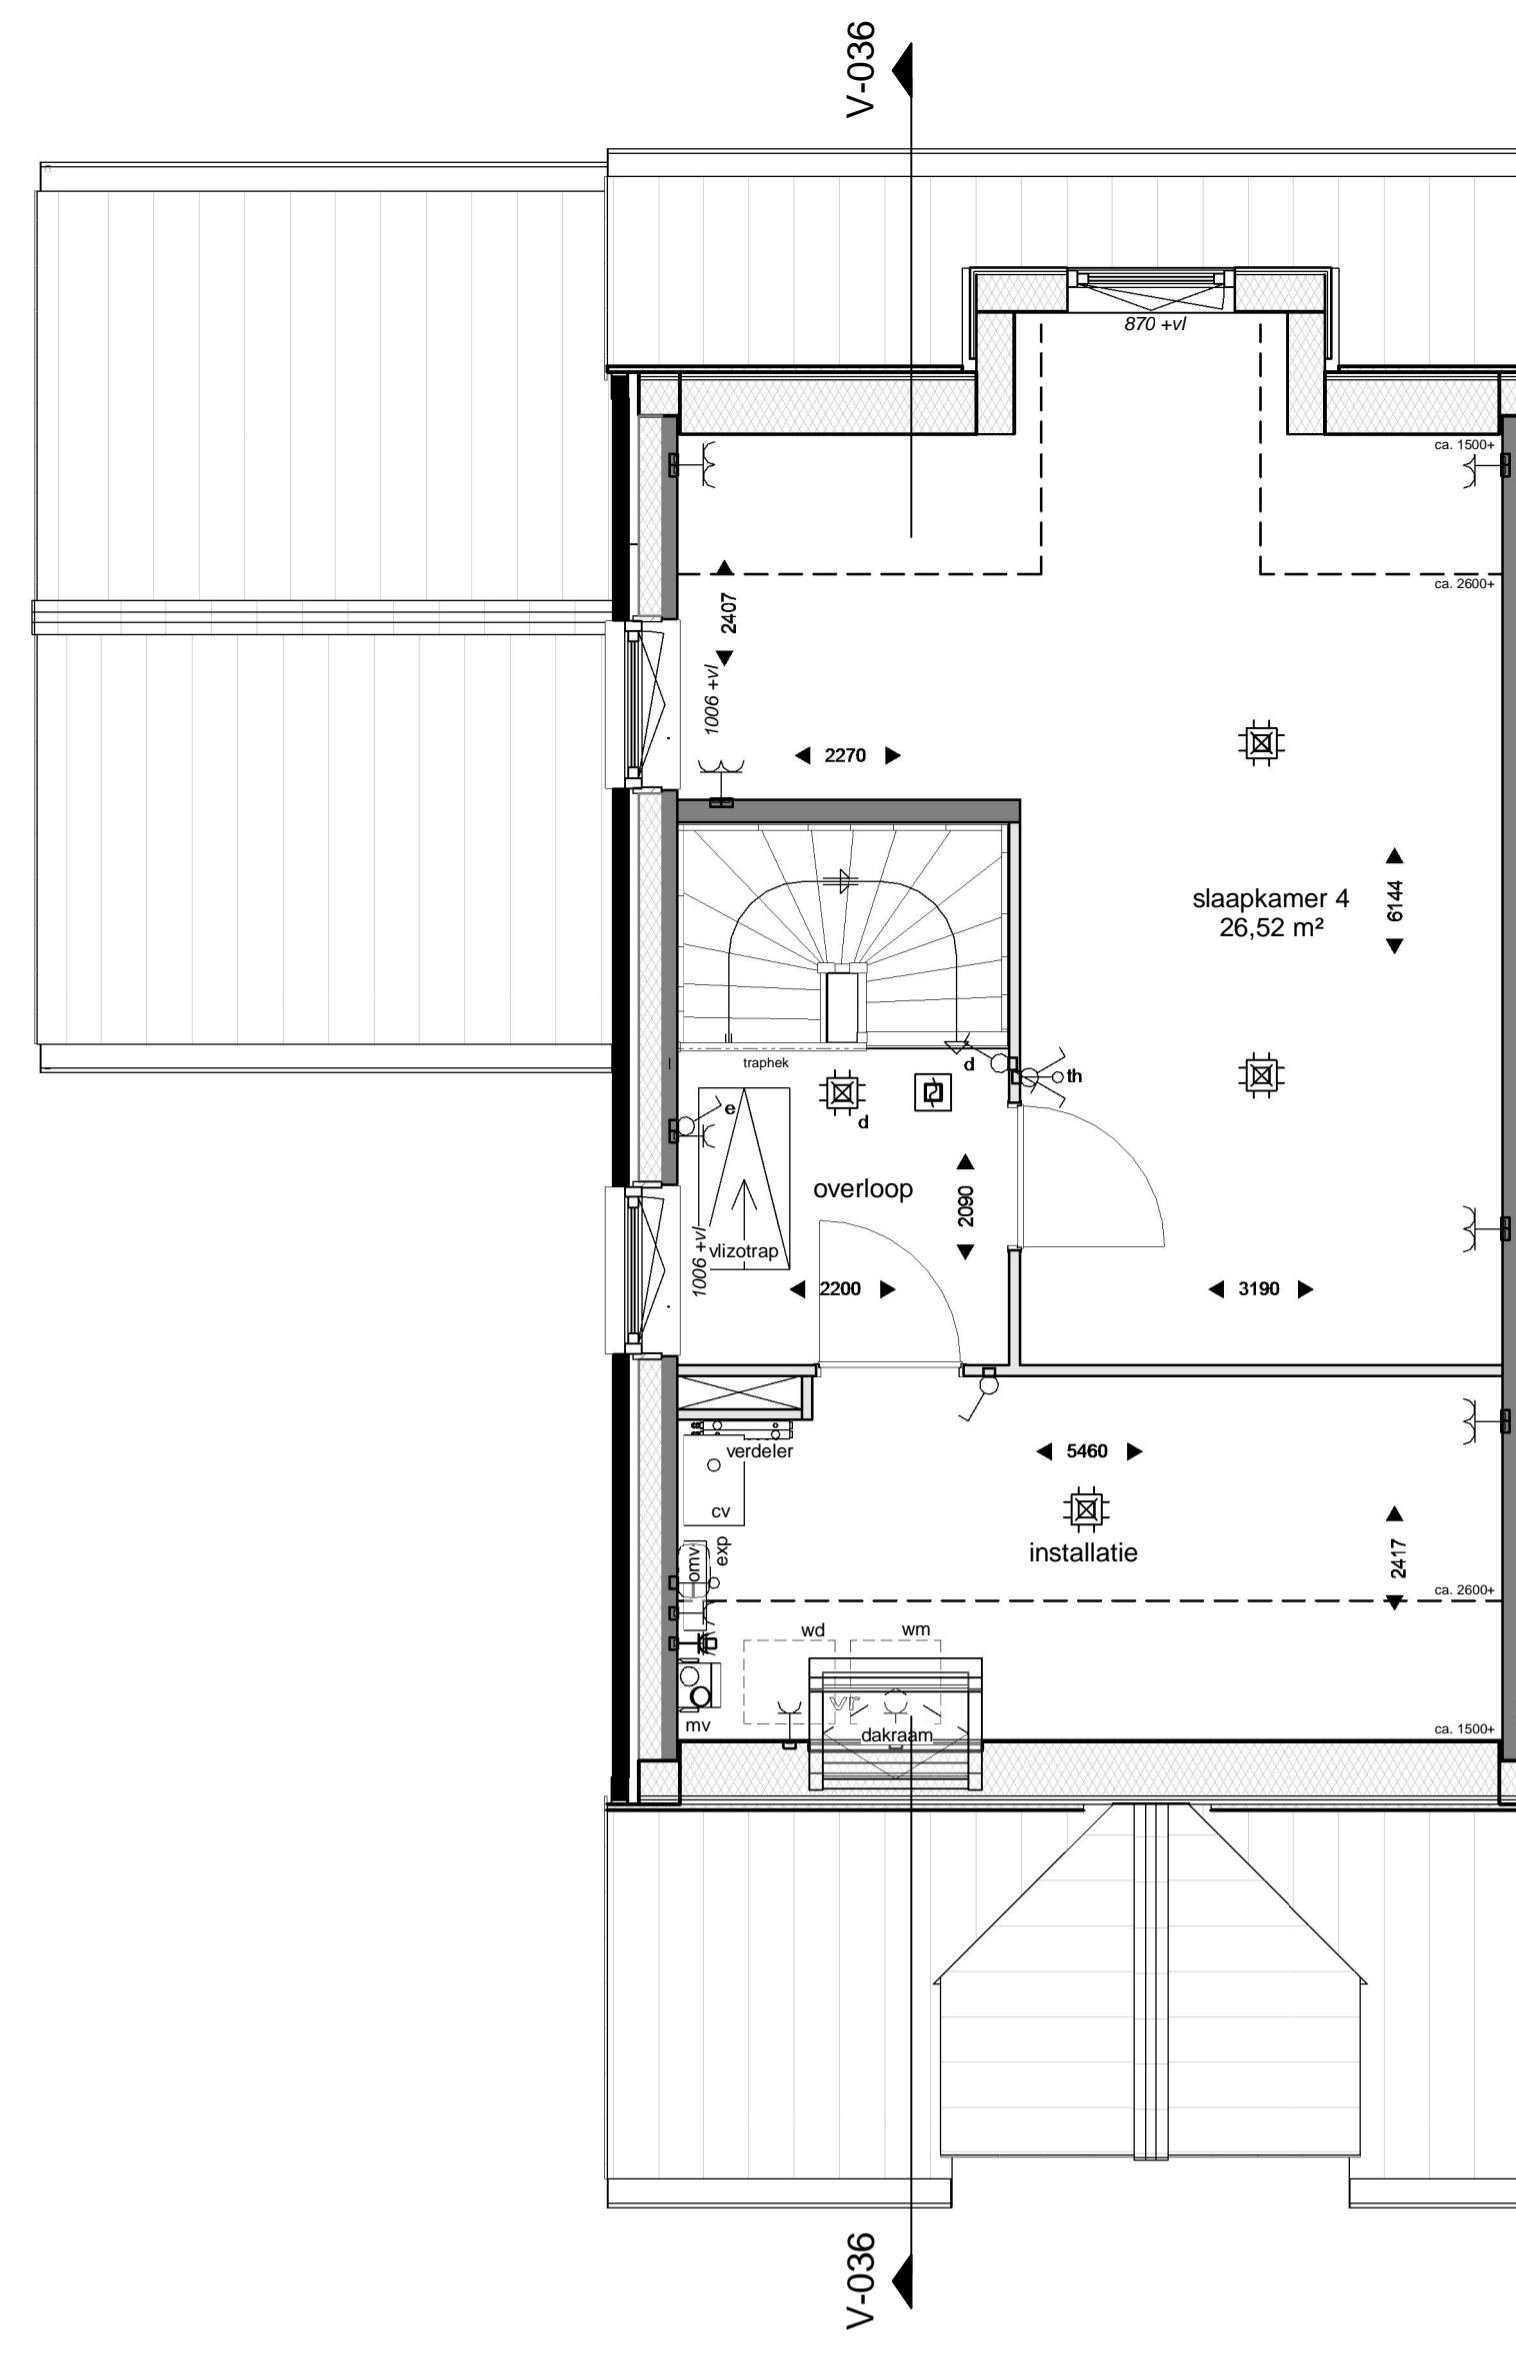 V-036
870 +vl
ca. 1500+
ca. 2600+
2407
1006 +vl
2270
slaapkamer 4
26,52 m²
6144
traphek
d
th
e
d
overloop
2090
1006 +vl
vlizotrap
2200
3190
verdeler
5460
cv
omv
exp
installatie
2417
ca. 2600+
wd
wm
vr
mv
dakraam
ca. 1500+
V-036